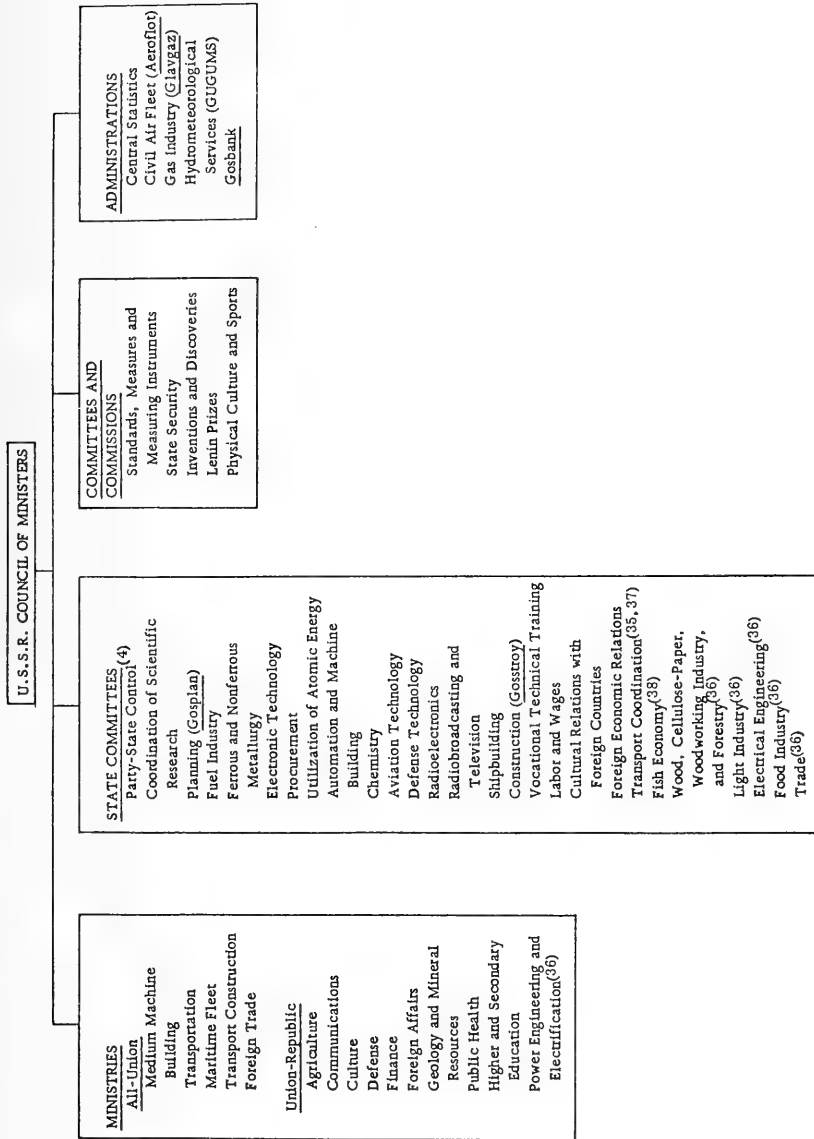 U.S.S.R. COUNCIL OF MINISTERS
MINISTRIES
All-Union
Medium Machine
Building
Transportation
Maritime Fleet
Transport Construction
Foreign Trade
Union-Republic
Agriculture
Communications
Culture
Defense
Finance
Foreign Affairs
Geology and Mineral
Resources
Public Health
Higher and Secondary
Education
Power Engineering and
Electrification(36)
STATE COMMITTEES
Party-State Control(4)
Coordination of Scientific
Research
Planning (Gosplan)
Fuel Industry
Ferrous and Nonferrous
Metallurgy
Electronic Technology
Procurement
Utilization of Atomic Energy
Automation and Machine
Building
Chemistry
Aviation Technology
Defense Technology
Radioelectronics
Radiobroadcasting and
Television
Shipbuilding
Construction (Gosstroy)
Vocational Technical Training
Labor and Wages
Cultural Relations with
Foreign Countries
Foreign Economic Relations
Transport Coordination(35, 37)
Fish Economy(38)
Wood, Cellulose-Paper,
Woodworking Industry,
and Forestry(36)
Light Industry(36)
Electrical Engineering(36)
Food Industry(36)
Trade(36)
COMMITTEES AND
COMMISSIONS
Standards, Measures and
Measuring Instruments
State Security
Inventions and Discoveries
Lenin Prizes
Physical Culture and Sports
ADMINISTRATIONS
Central Statistics
Civil Air Fleet (Aeroflot)
Gas Industry (Glavgaz)
Hydrometeorological
Services (GUGUMS)
Gosbank